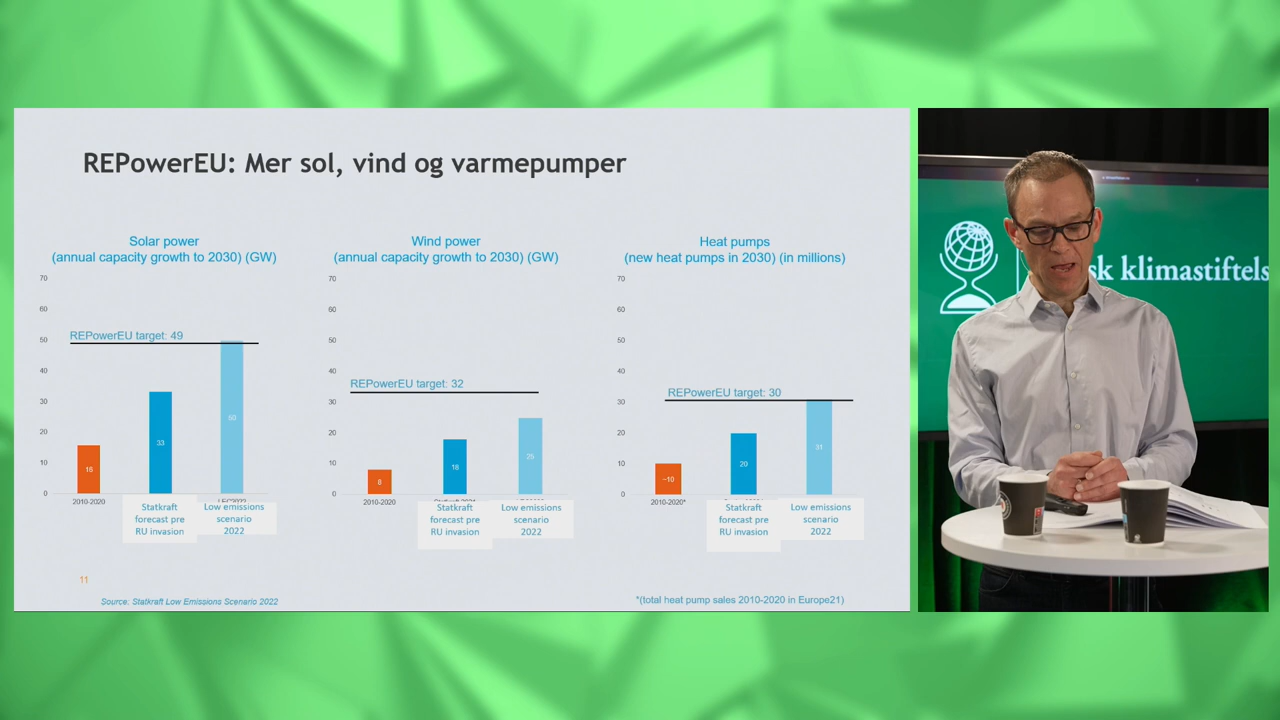 REPowerEU: Mer sol, vind og varmepumper
Solar power
(annual capacity growth to 2030) (GW)
70
60
50
40
30
20
10
0
REPowerEU target: 49
16
33
50
2010-2020
Statkraft
forecast pre
RU invasion
Low emissions
scenario
2022
Wind power
(annual capacity growth to 2030) (GW)
70
60
50
40
30
20
10
0
REPowerEU target: 32
8
18
25
2010-2020
Statkraft
forecast pre
RU invasion
Low emissions
scenario
2022
Heat pumps
(new heat pumps in 2030) (in millions)
70
60
50
40
30
20
10
0
REPowerEU target: 30
~10
20
31
2010-2020*
Statkraft
forecast pre
RU invasion
Low emissions
scenario
2022
11
Source: Statkraft Low Emissions Scenario 2022
*(total heat pump sales 2010-2020 in Europe21)
sk klimastiftels